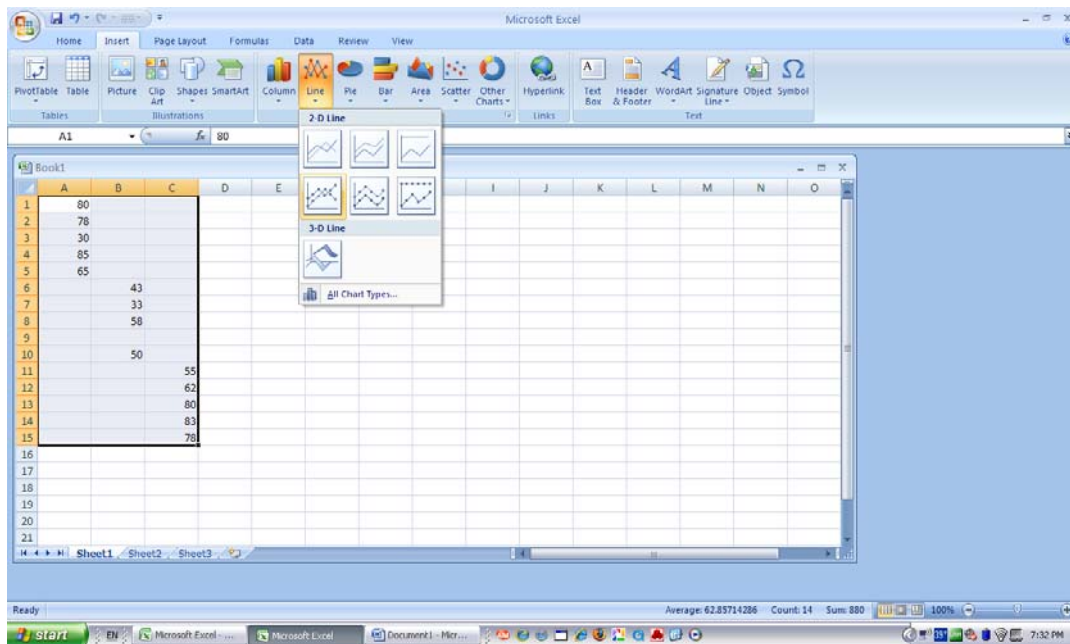 Microsoft Excel
Home Insert Page Layout Formulas Data Review View
PivotTable Table Picture Clip Art Shapes SmartArt Column Line Pie Bar Area Scatter Other Charts Hyperlink Text Box Header & Footer WordArt Signature Line Object Symbol
Tables Illustrations Links Text
A1 fx 80
2-D Line
3-D Line
All Chart Types...
Book1
A B C D E I J K L M N O
1 80
2 78
3 30
4 85
5 65
6 43
7 33
8 58
9
10 50
11 55
12 62
13 80
14 83
15 78
16
17
18
19
20
21
Sheet1 Sheet2 Sheet3
Ready Average: 62.85714286 Count: 14 Sum: 880 100%
start EN Microsoft Excel - ... Microsoft Excel Document1 - Micr... 7:32 PM